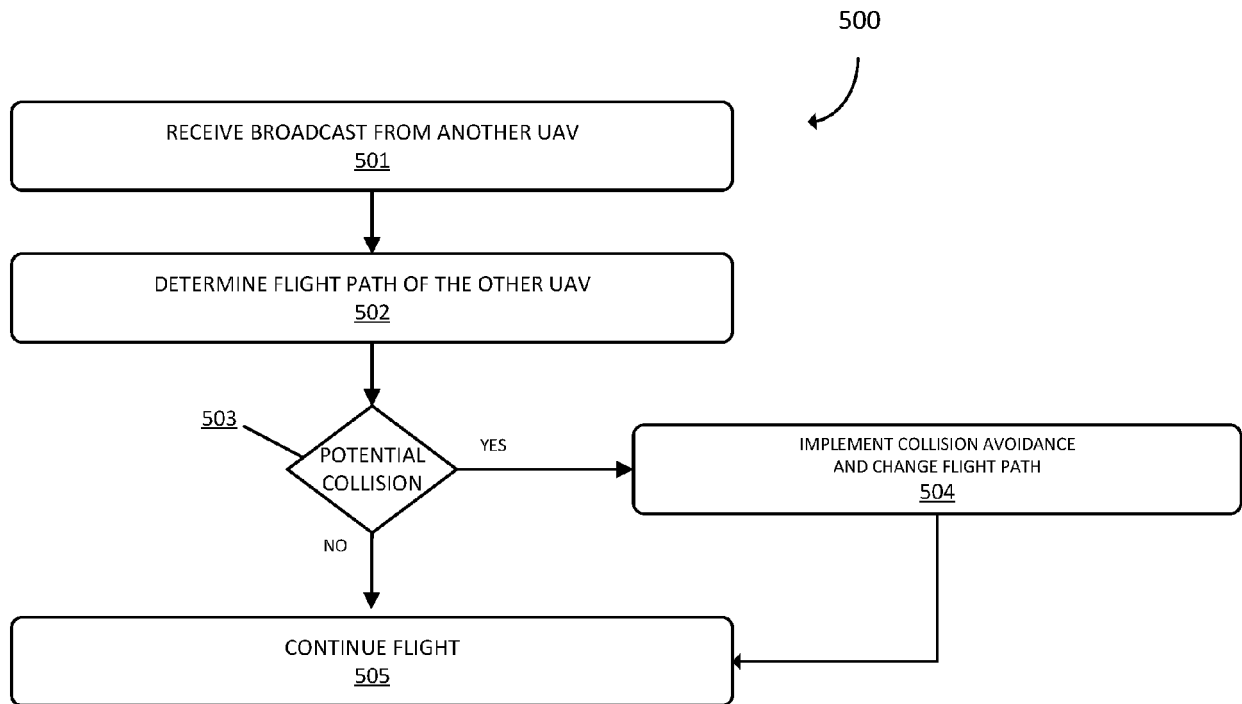 500
RECEIVE BROADCAST FROM ANOTHER UAV
501
DETERMINE FLIGHT PATH OF THE OTHER UAV
502
503
POTENTIAL
COLLISION
YES
IMPLEMENT COLLISION AVOIDANCE
AND CHANGE FLIGHT PATH
504
NO
CONTINUE FLIGHT
505